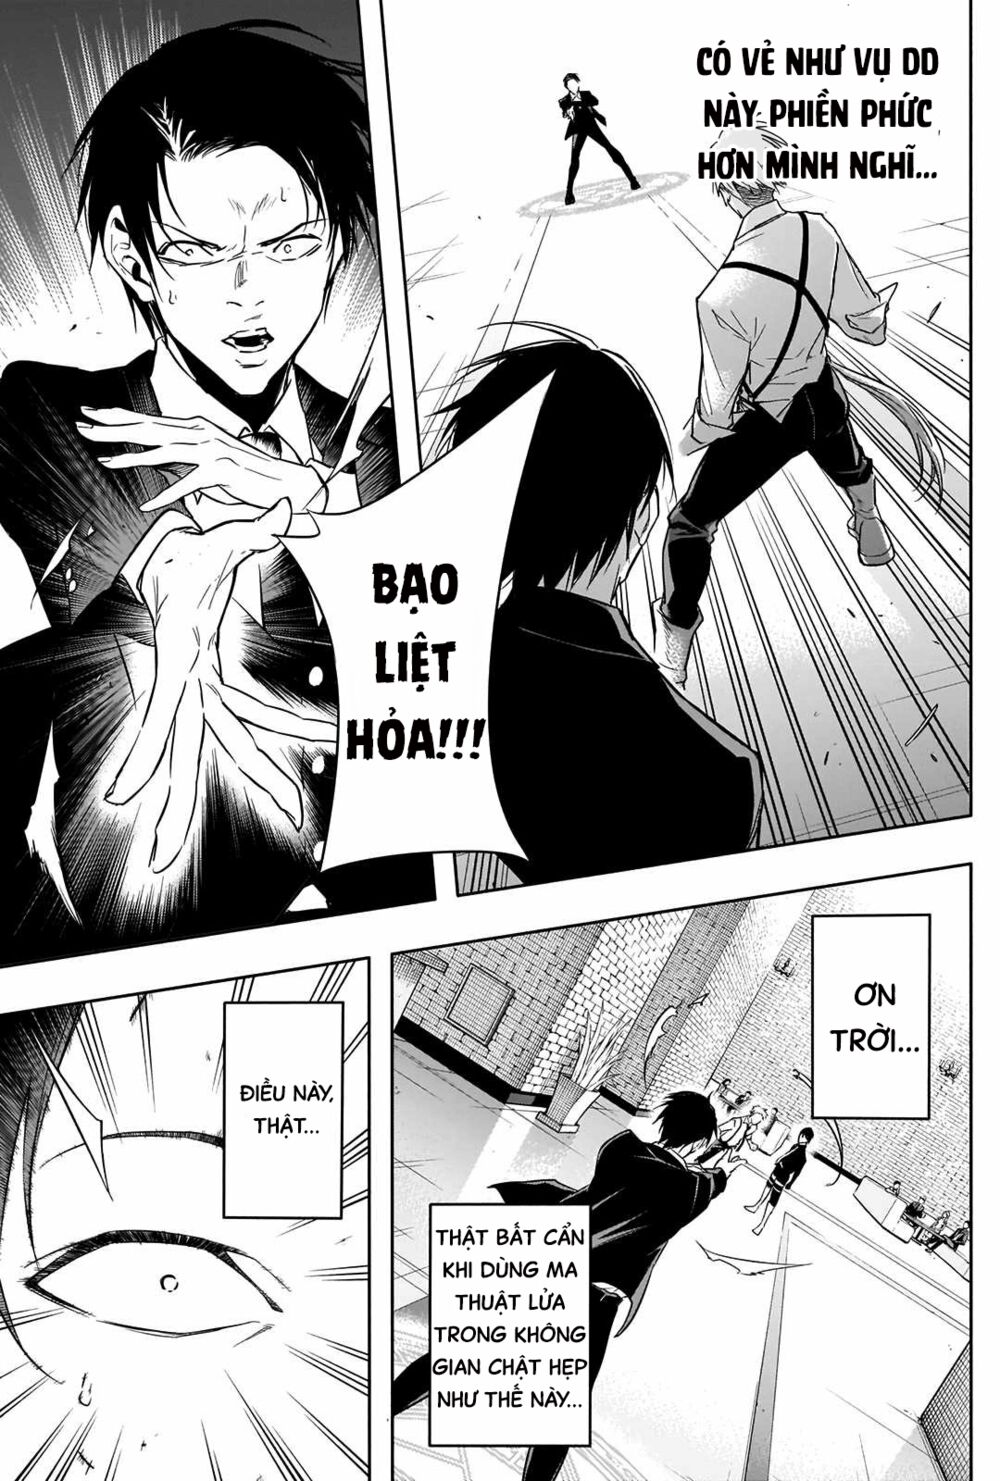 CÓ VẺ NHƯ VỤ DD
NÀY PHIỀN PHỨC
HƠN MÌNH NGHĨ...
BẠO
LIỆT
HỎA!!!
ƠN
TRỜI...
THẬT BẤT CẨN
KHI DÙNG MA
THUẬT LỬA
TRONG KHÔNG
GIAN CHẬT HẸP
NHƯ THẾ NÀY...
ĐIỀU NÀY,
THẬT...